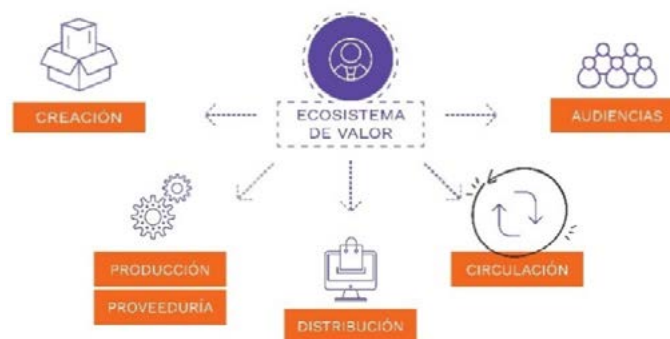 ECOSISTEMA
DE VALOR
CREACIÓN
AUDIENCIAS
PRODUCCIÓN
PROVEEDURÍA
DISTRIBUCIÓN
CIRCULACIÓN